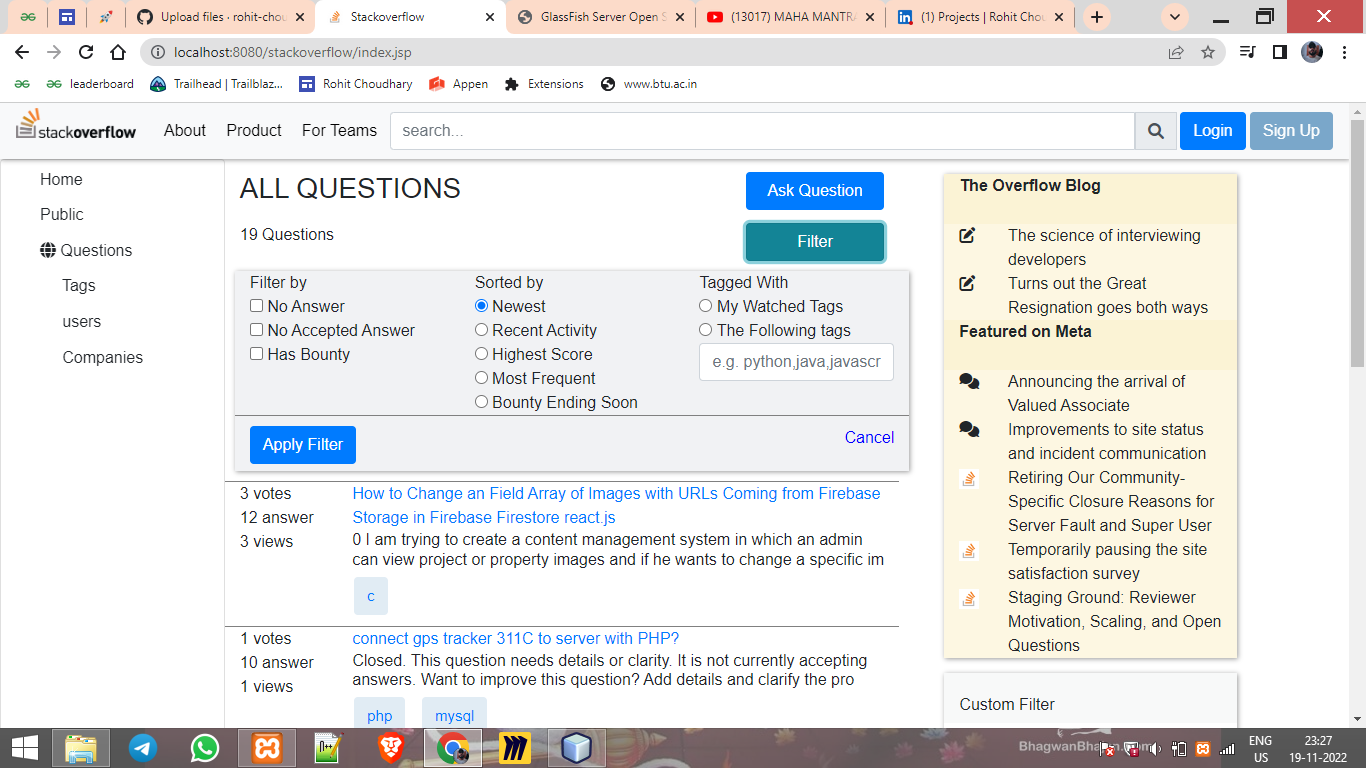 Upload files · rohit-chou
Stackoverflow
GlassFish Server Open S
(13017) MAHA MANTRA
(1) Projects | Rohit Chou
localhost:8080/stackoverflow/index.jsp
leaderboard
Trailhead | Trailblaz...
Rohit Choudhary
Appen
Extensions
www.btu.ac.in
stackoverflow
About
Product
For Teams
search...
Login
Sign Up
Home
Public
Questions
Tags
users
Companies
ALL QUESTIONS
Ask Question
19 Questions
Filter
Filter by
No Answer
No Accepted Answer
Has Bounty
Sorted by
Newest
Recent Activity
Highest Score
Most Frequent
Bounty Ending Soon
Tagged With
My Watched Tags
The Following tags
e.g. python,java,javascr
Apply Filter
Cancel
3 votes
12 answer
3 views
How to Change an Field Array of Images with URLs Coming from Firebase
Storage in Firebase Firestore react.js
0 I am trying to create a content management system in which an admin
can view project or property images and if he wants to change a specific im
c
1 votes
10 answer
1 views
connect gps tracker 311C to server with PHP?
Closed. This question needs details or clarity. It is not currently accepting
answers. Want to improve this question? Add details and clarify the pro
php
mysql
The Overflow Blog
The science of interviewing
developers
Turns out the Great
Resignation goes both ways
Featured on Meta
Announcing the arrival of
Valued Associate
Improvements to site status
and incident communication
Retiring Our Community-
Specific Closure Reasons for
Server Fault and Super User
Temporarily pausing the site
satisfaction survey
Staging Ground: Reviewer
Motivation, Scaling, and Open
Questions
Custom Filter
ENG
US
23:27
19-11-2022